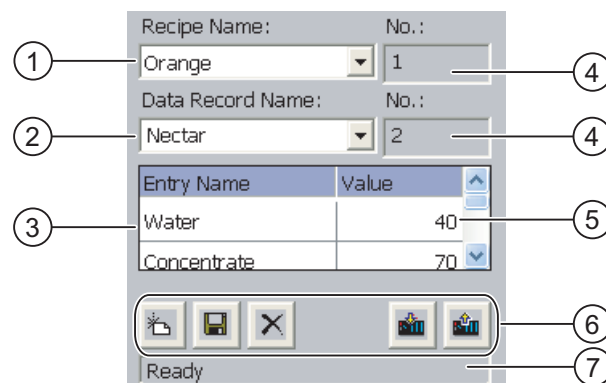 Recipe Name: No.:
1 Orange 1 4
Data Record Name: No.:
2 Nectar 2 4
Entry Name Value
3 Water 40 5
Concentrate 70
6
Ready 7